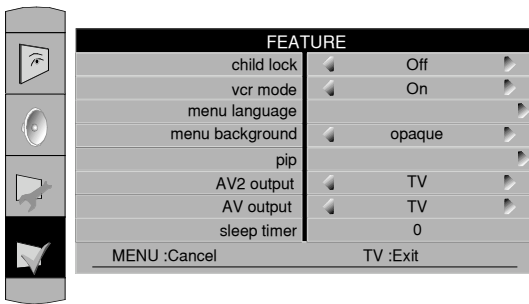 FEATURE
child lock Off
vcr mode On
menu language
menu background opaque
pip
AV2 output TV
AV output TV
sleep timer 0
MENU :Cancel TV :Exit